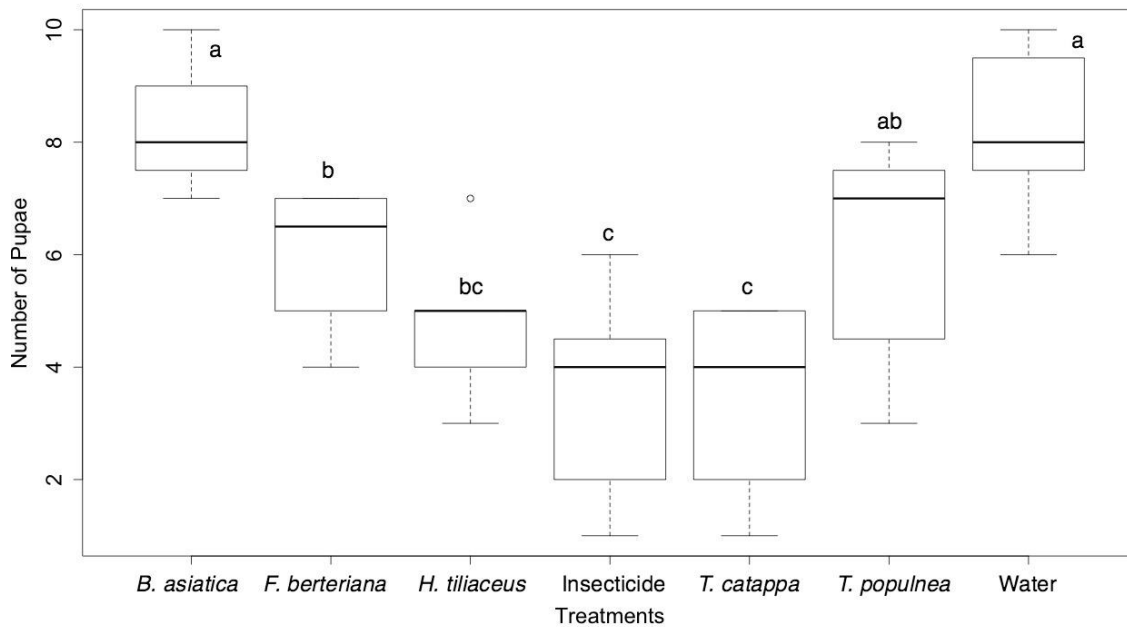 Number of Pupae
10
8
6
4
2
a
b
bc
c
c
ab
a
B. asiatica
F. berteriana
H. tiliaceus
Insecticide
T. catappa
T. populnea
Water
Treatments